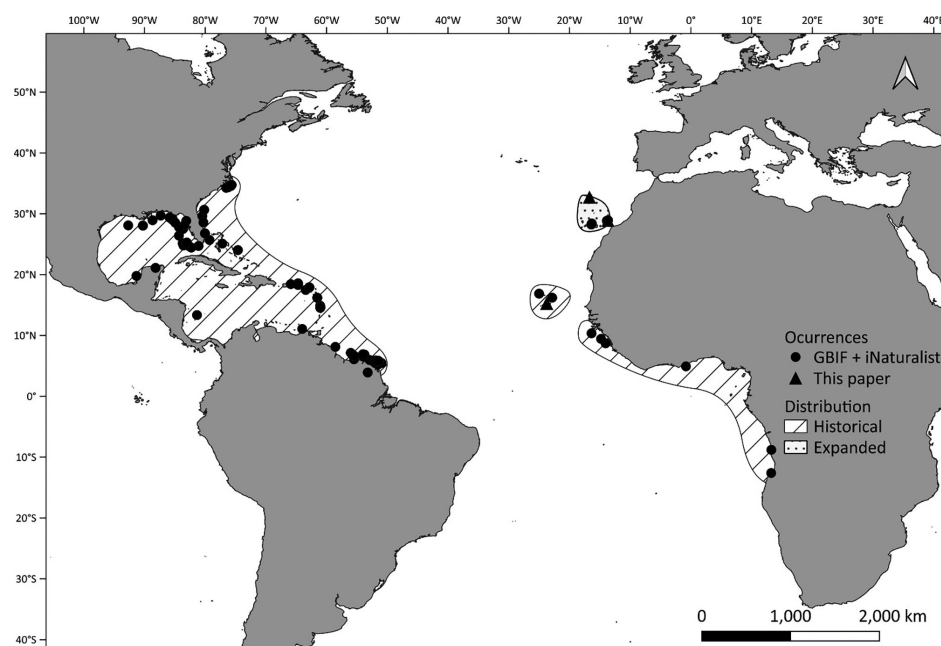 100°W 90°W 80°W 70°W 60°W 50°W 40°W 30°W 20°W 10°W 0° 10°E 20°E 30°E 40°E
50°N
40°N
30°N
20°N
10°N
0°
10°S
20°S
30°S
40°S
Ocurrences
GBIF + iNaturalist
This paper
Distribution
Historical
Expanded
0 1,000 2,000 km